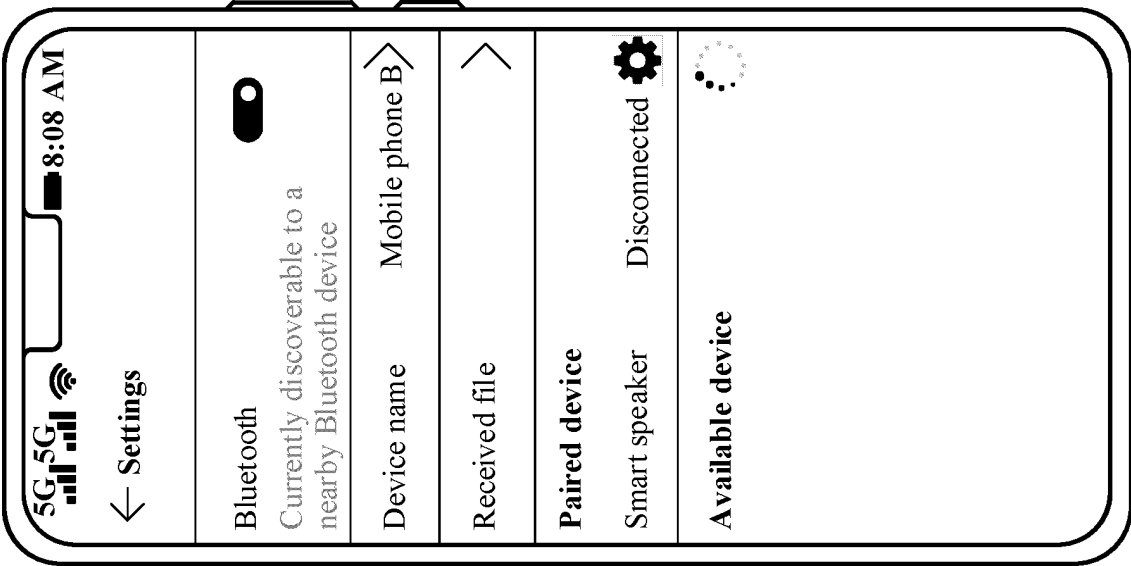 5G 5G 8:08 AM
Settings
Bluetooth
Currently discoverable to a
nearby Bluetooth device
Device name Mobile phone B
Received file
Paired device
Smart speaker Disconnected
Available device